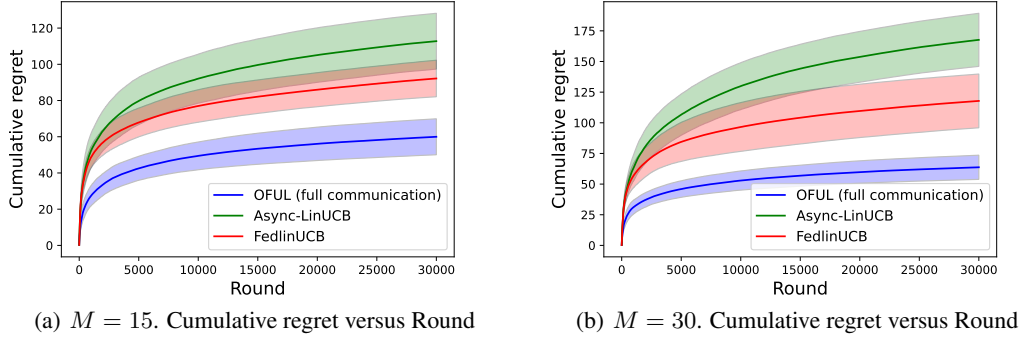 Cumulative regret
120
100
80
60
40
20
0
OFUL (full communication)
Async-LinUCB
FedlinUCB
0 5000 10000 15000 20000 25000 30000
Round
(a) M = 15. Cumulative regret versus Round
Cumulative regret
175
150
125
100
75
50
25
0
OFUL (full communication)
Async-LinUCB
FedlinUCB
0 5000 10000 15000 20000 25000 30000
Round
(b) M = 30. Cumulative regret versus Round